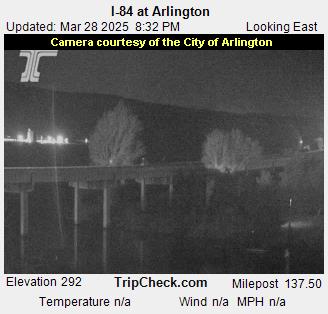 I-84 at Arlington
Updated: Mar 28 2025 8:32 PM Looking East
Camera courtesy of the City of Arlington
Elevation 292 TripCheck.com Milepost 137.50
Temperature n/a Wind n/a MPH n/a